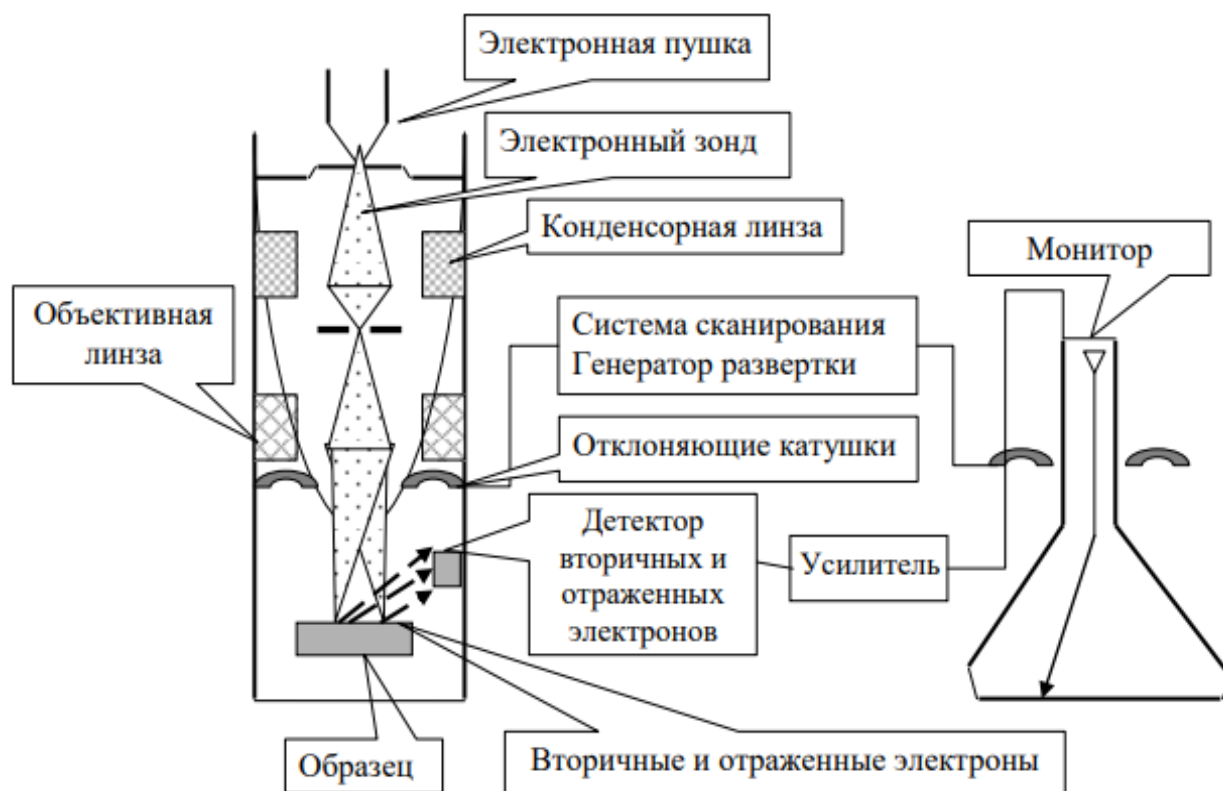 Электронная пушка
Электронный зонд
Конденсорная линза
Монитор
Объективная
линза
Система сканирования
Генератор развертки
Отклоняющие катушки
Детектор
вторичных и
отраженных
электронов
Усилитель
Образец
Вторичные и отраженные электроны